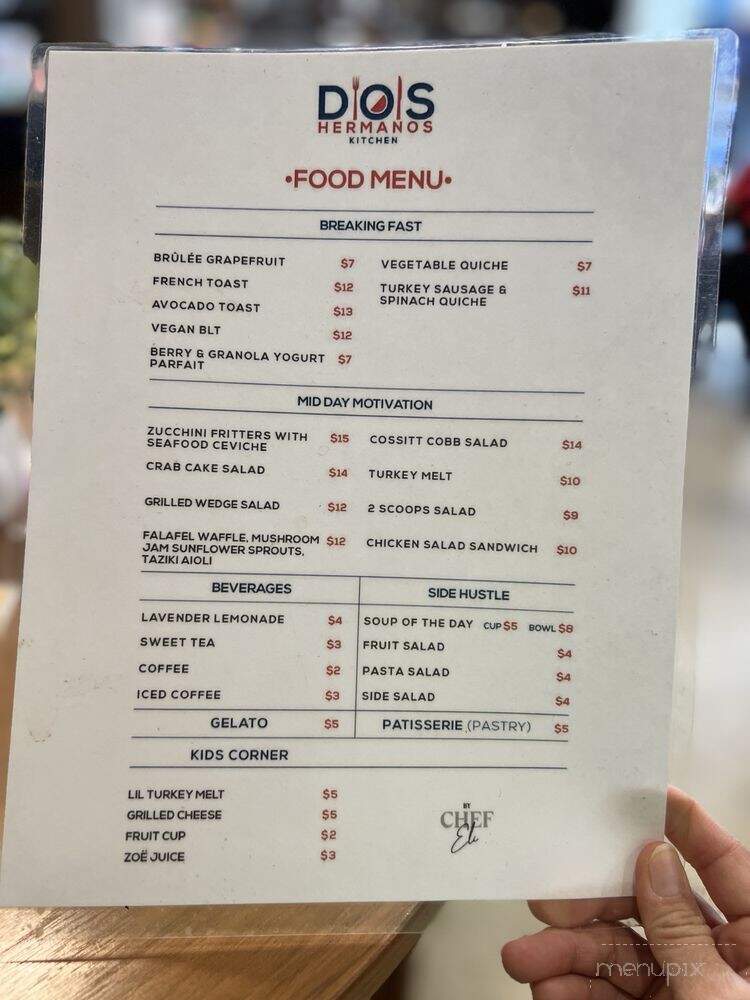 DOS
HERMANOS
KITCHEN
•FOOD MENU•
BREAKING FAST
BRÛLÉE GRAPEFRUIT $7
FRENCH TOAST $12
AVOCADO TOAST $13
VEGAN BLT $12
BERRY & GRANOLA YOGURT $7
PARFAIT
VEGETABLE QUICHE $7
TURKEY SAUSAGE & $11
SPINACH QUICHE
MID DAY MOTIVATION
ZUCCHINI FRITTERS WITH $15
SEAFOOD CEVICHE
CRAB CAKE SALAD $14
GRILLED WEDGE SALAD $12
FALAFEL WAFFLE, MUSHROOM $12
JAM SUNFLOWER SPROUTS,
TAZIKI AIOLI
COSSITT COBB SALAD $14
TURKEY MELT $10
2 SCOOPS SALAD $9
CHICKEN SALAD SANDWICH $10
BEVERAGES
LAVENDER LEMONADE $4
SWEET TEA $3
COFFEE $2
ICED COFFEE $3
GELATO $5
SIDE HUSTLE
SOUP OF THE DAY CUP $5 BOWL $8
FRUIT SALAD $4
PASTA SALAD $4
SIDE SALAD $4
PATISSERIE (PASTRY) $5
KIDS CORNER
LIL TURKEY MELT $5
GRILLED CHEESE $5
FRUIT CUP $2
ZOË JUICE $3
BY
CHEF
Eli
menupix